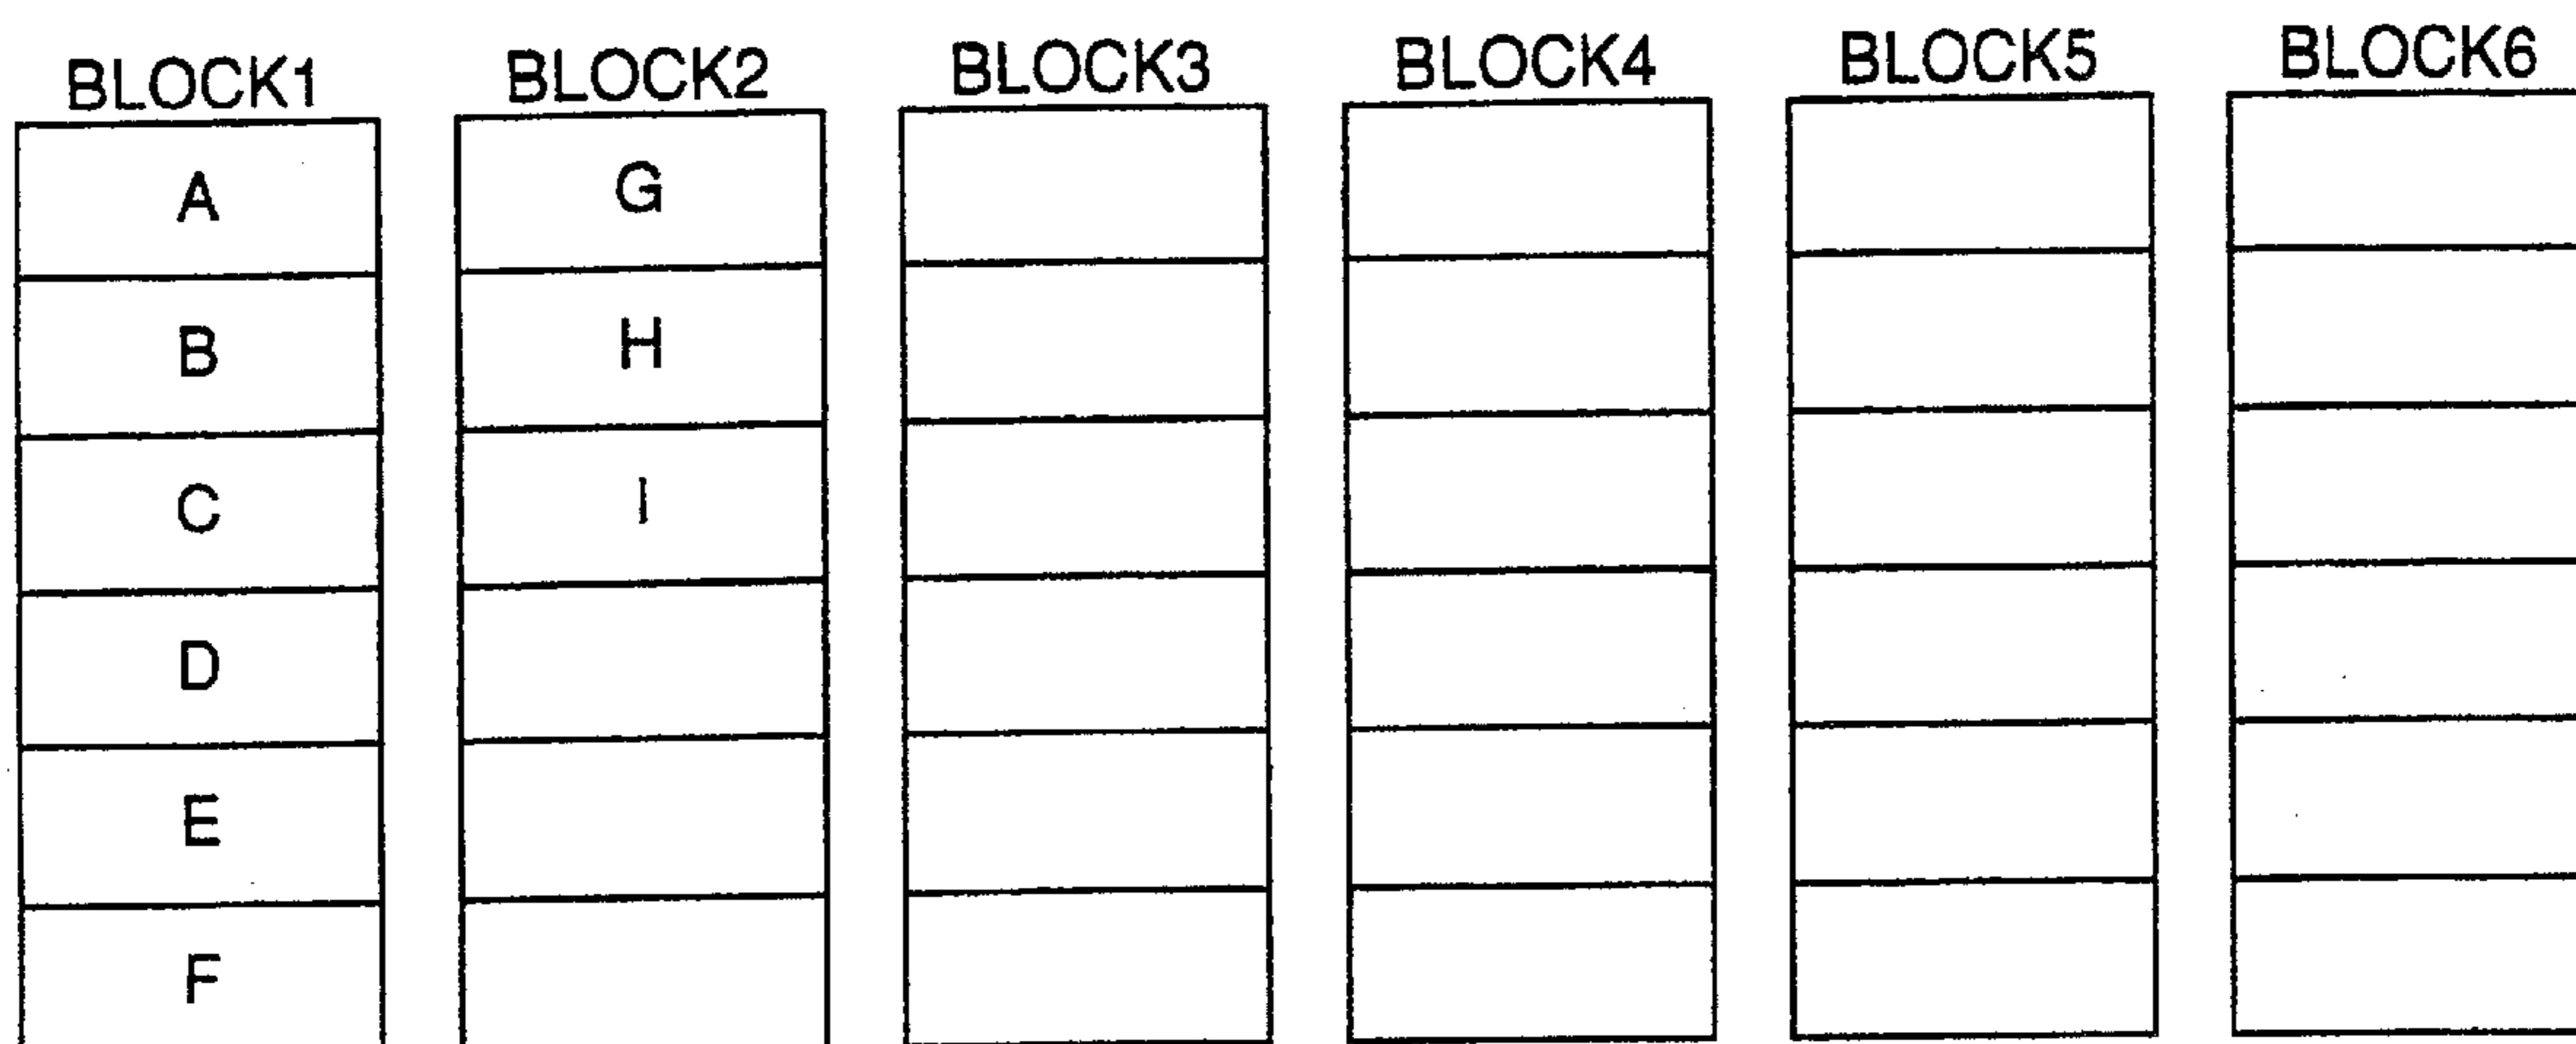 BLOCK1 BLOCK2 BLOCK3 BLOCK4 BLOCK5 BLOCK6
A G
B H
C I
D
E
F